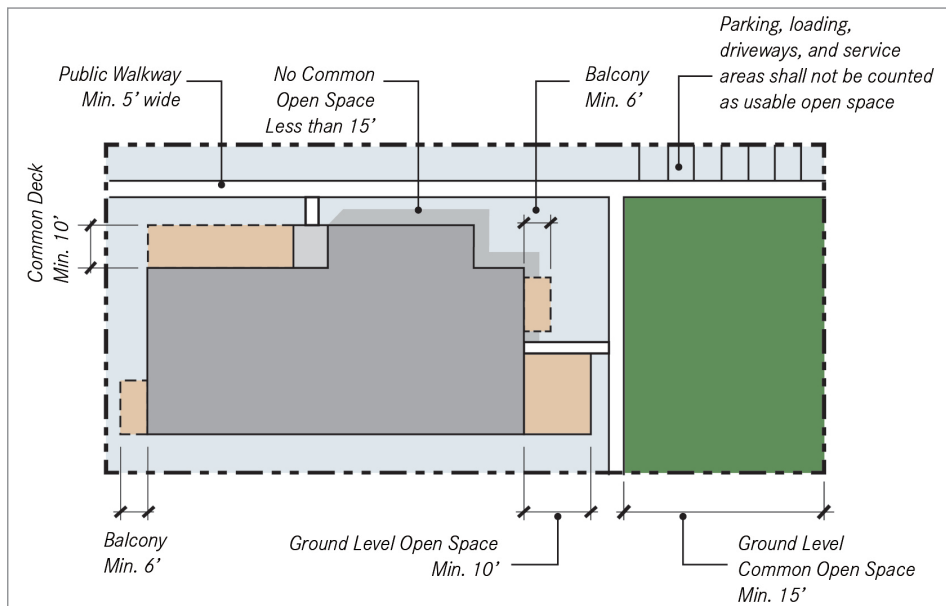 Public Walkway
Min. 5’ wide
No Common
Open Space
Less than 15’
Balcony
Min. 6’
Parking, loading,
driveways, and service
areas shall not be counted
as usable open space
Common Deck
Min. 10’
Balcony
Min. 6’
Ground Level Open Space
Min. 10’
Ground Level
Common Open Space
Min. 15’